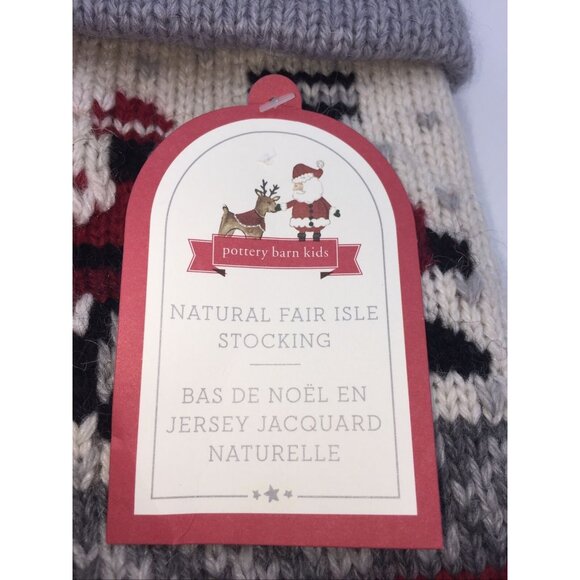 pottery barn kids
NATURAL FAIR ISLE
STOCKING
BAS DE NOËL EN
JERSEY JACQUARD
NATURELLE